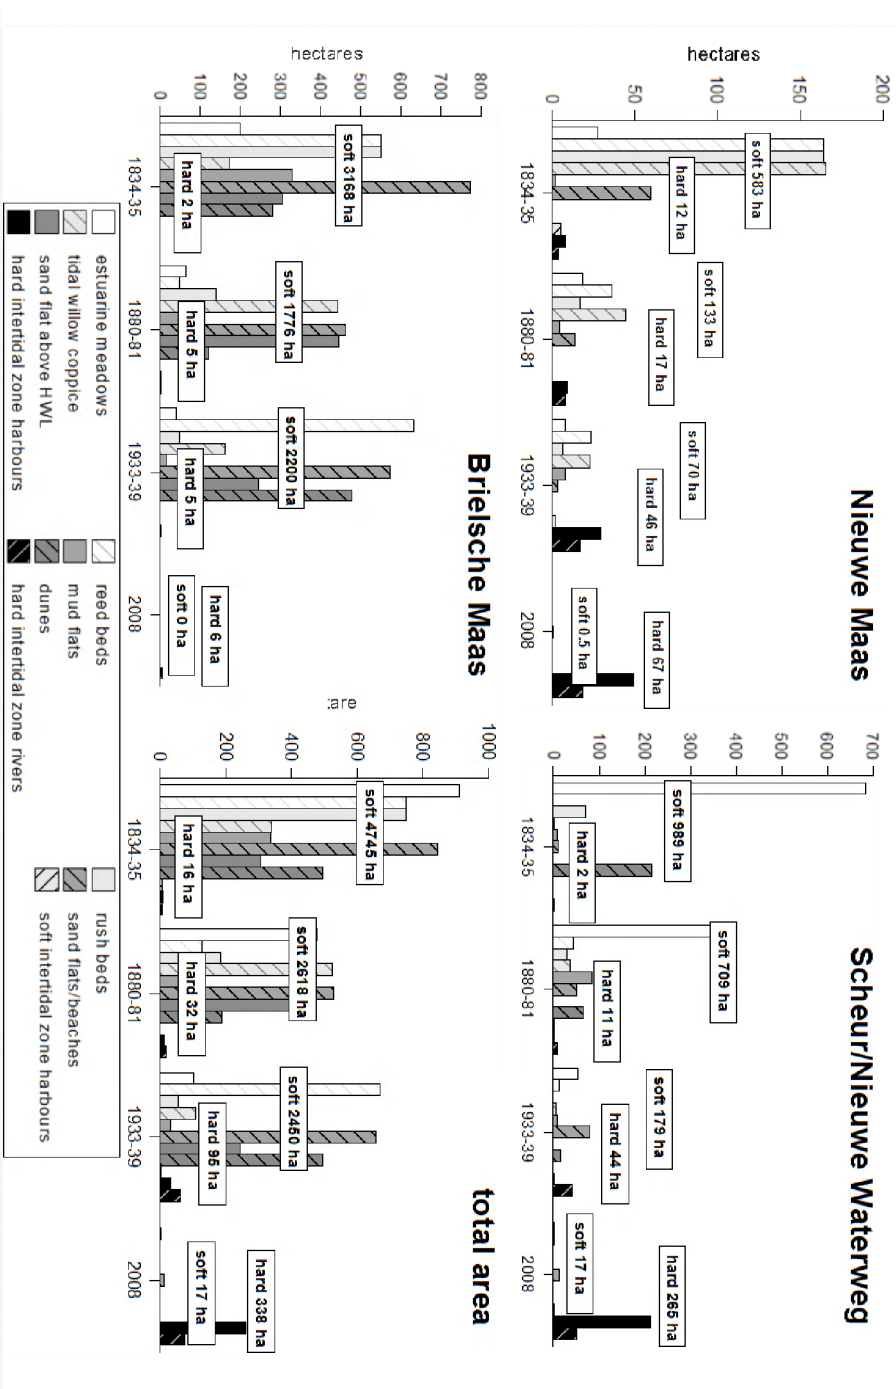 Nieuwe Maas
hectares
200
150
100
50
0
soft 583 ha
hard 12 ha
soft 133 ha
hard 17 ha
soft 70 ha
hard 46 ha
hard 67 ha
soft 0.5 ha
1834-35
1880-81
1933-39
2008
Scheur/Nieuwe Waterweg
700
600
500
400
300
200
100
0
soft 989 ha
hard 2 ha
soft 709 ha
hard 11 ha
soft 179 ha
hard 44 ha
hard 265 ha
soft 17 ha
1834-35
1880-81
1933-39
2008
Brielsche Maas
hectares
800
700
600
500
400
300
200
100
0
soft 3168 ha
hard 2 ha
soft 1776 ha
hard 5 ha
soft 2200 ha
hard 5 ha
hard 6 ha
soft 0 ha
1834-35
1880-81
1933-39
2008
total area
tare
1000
800
600
400
200
0
soft 4745 ha
hard 16 ha
soft 2618 ha
hard 32 ha
soft 2450 ha
hard 95 ha
hard 338 ha
soft 17 ha
1834-35
1880-81
1933-39
2008
estuarine meadows
reed beds
rush beds
tidal willow coppice
mud flats
sand flats/beaches
sand flat above HWL
dunes
soft intertidal zone harbours
hard intertidal zone harbours
hard intertidal zone rivers